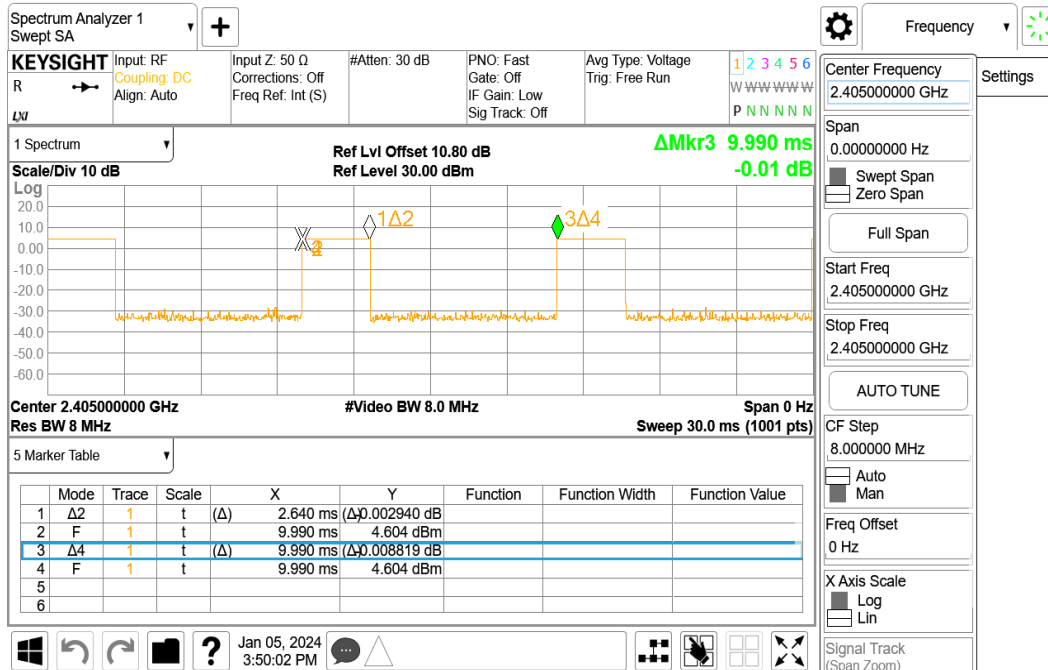 Spectrum Analyzer 1
Swept SA
+
Frequency
KEYSIGHT
R
LXI
Input: RF
Coupling: DC
Align: Auto
Input Z: 50 Ω
Corrections: Off
Freq Ref: Int (S)
#Atten: 30 dB
PNO: Fast
Gate: Off
IF Gain: Low
Sig Track: Off
Avg Type: Voltage
Trig: Free Run
1 2 3 4 5 6
W W W W W W
P N N N N N
1 Spectrum
Scale/Div 10 dB
Ref Lvl Offset 10.80 dB
Ref Level 30.00 dBm
ΔMkr3 9.990 ms
-0.01 dB
Log
20.0
10.0
0.00
-10.0
-20.0
-30.0
-40.0
-50.0
-60.0
1Δ2
3Δ4
Center 2.405000000 GHz
#Video BW 8.0 MHz
Span 0 Hz
Res BW 8 MHz
Sweep 30.0 ms (1001 pts)
5 Marker Table
Mode Trace Scale X Y Function Function Width Function Value
1 Δ2 1 t (Δ) 2.640 ms (Δ) -0.002940 dB
2 F 1 t 9.990 ms 4.604 dBm
3 Δ4 1 t (Δ) 9.990 ms (Δ) -0.008819 dB
4 F 1 t 9.990 ms 4.604 dBm
5
6
Jan 05, 2024
3:50:02 PM
Center Frequency
2.405000000 GHz
Settings
Span
0.00000000 Hz
Swept Span
Zero Span
Full Span
Start Freq
2.405000000 GHz
Stop Freq
2.405000000 GHz
AUTO TUNE
CF Step
8.000000 MHz
Auto
Man
Freq Offset
0 Hz
X Axis Scale
Log
Lin
Signal Track
(Span Zoom)